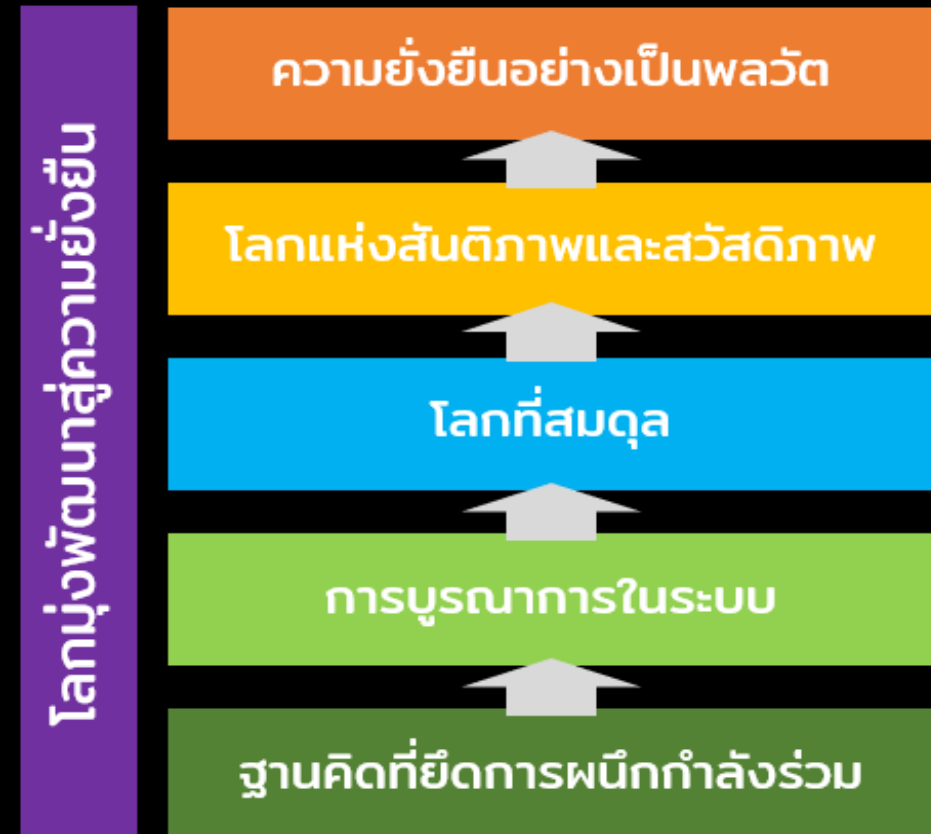 โลกมุ่งพัฒนาสู่ความยั่งยืน
ความยั่งยืนอย่างเป็นพลวัต
โลกแห่งสันติภาพและสวัสดิภาพ
โลกที่สมดุล
การบูรณาการในระบบ
ฐานคิดที่ยึดการผนึกกำลังร่วม